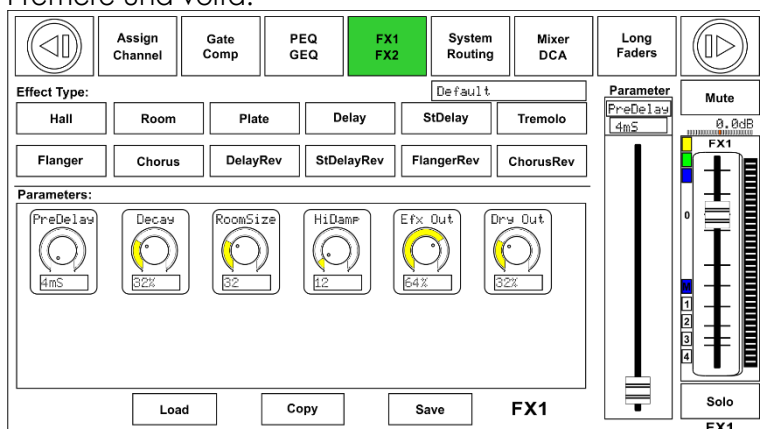 Assign Channel
Gate Comp
PEQ GEQ
FX1 FX2
System Routing
Mixer DCA
Long Faders
Effect Type:
Default
Hall
Room
Plate
Delay
StDelay
Tremolo
Flanger
Chorus
DelayRev
StDelayRev
FlangerRev
ChorusRev
Parameters:
PreDelay
Decay
RoomSize
HiDamp
Efx Out
Dry Out
4mS
32%
32
12
64%
32%
Load
Copy
Save
FX1
Parameter
PreDelay
4mS
Mute
0.0dB
FX1
0
M
1
2
3
4
Solo
FX1